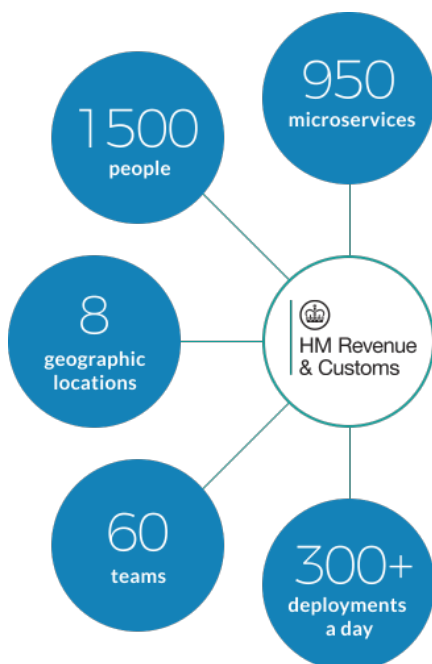 950
microservices
1500
people
8
geographic
locations
HM Revenue
& Customs
60
teams
300+
deployments
a day